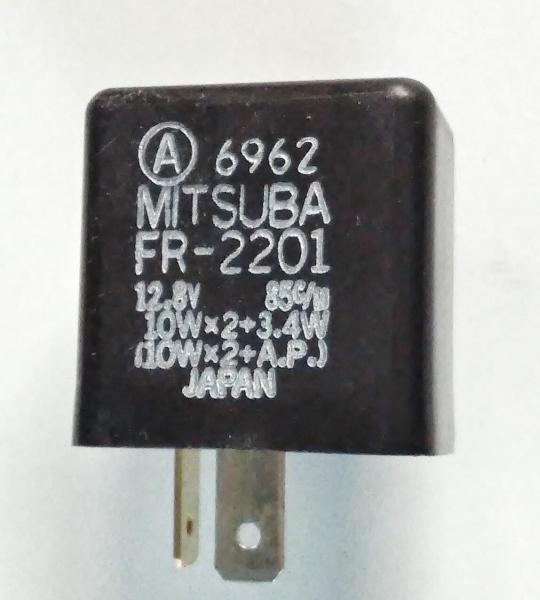 Ⓐ 6962
MITSUBA
FR-2201
12.8V 85c/m
10W×2+3.4W
(10W×2+A.P.)
JAPAN